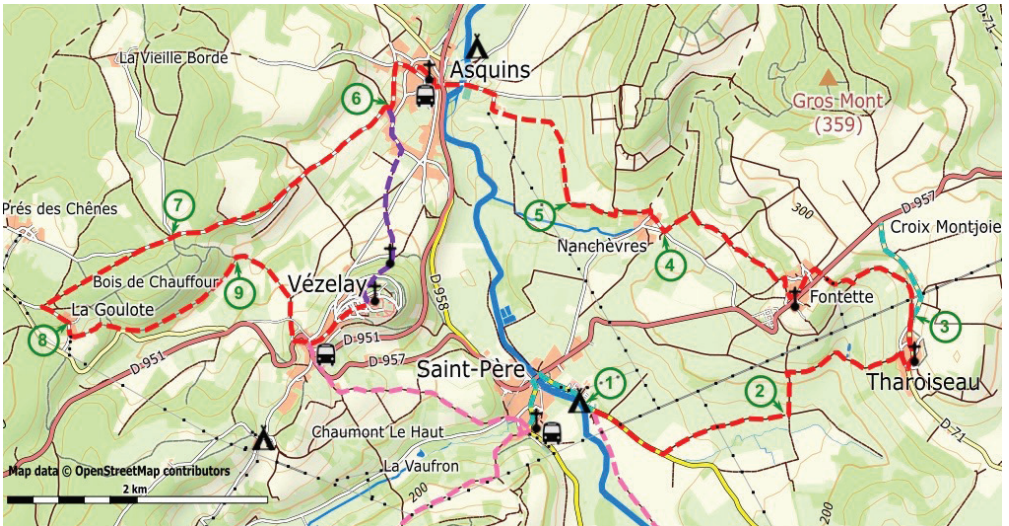 D-71
La Vieille Borde
Asquins
6
Gros Mont
(359)
Prés des Chênes
7
5
300
D-957
Croix Montjoie
Nanchèvres
4
Bois de Chauffour
9
Vézelay
D-958
Fontette
La Goulote
8
3
D-951
D-951
D-957
Saint-Père
1
2
Tharoiseau
Chaumont Le Haut
D-71
La Vaufron
Map data © OpenStreetMap contributors
200
2 km
200